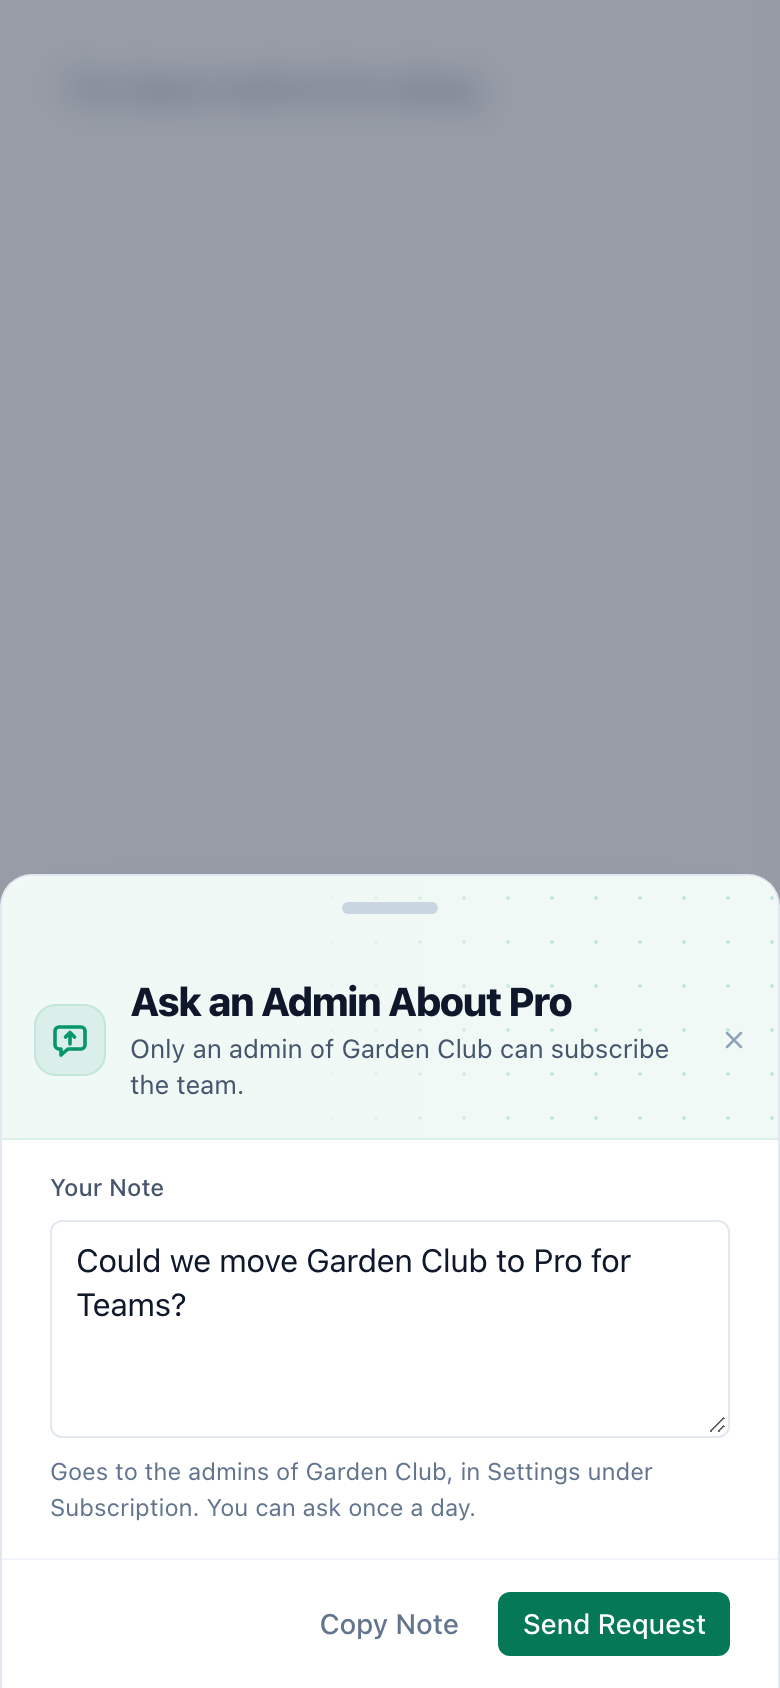 Ask an Admin About Pro
Only an admin of Garden Club can subscribe
the team.
Your Note
Could we move Garden Club to Pro for
Teams?
Goes to the admins of Garden Club, in Settings under
Subscription. You can ask once a day.
Copy Note
Send Request